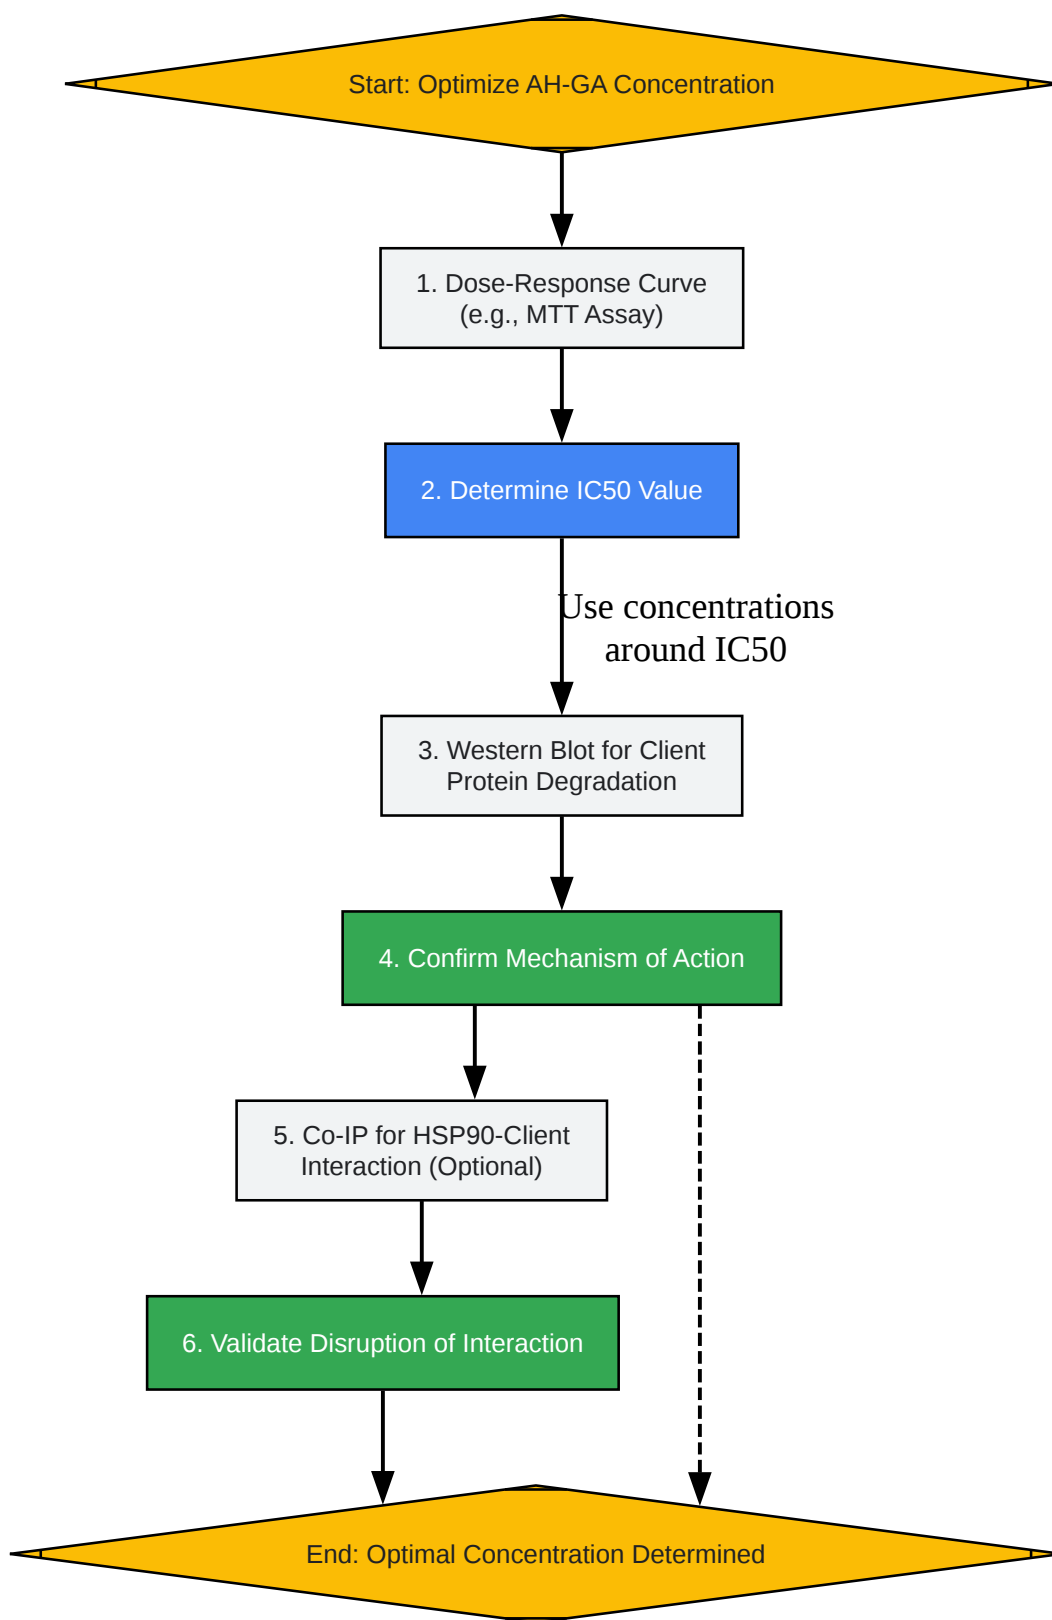 Start: Optimize AH-GA Concentration
1. Dose-Response Curve
(e.g., MTT Assay)
2. Determine IC50 Value
Use concentrations
around IC50
3. Western Blot for Client
Protein Degradation
4. Confirm Mechanism of Action
5. Co-IP for HSP90-Client
Interaction (Optional)
6. Validate Disruption of Interaction
End: Optimal Concentration Determined